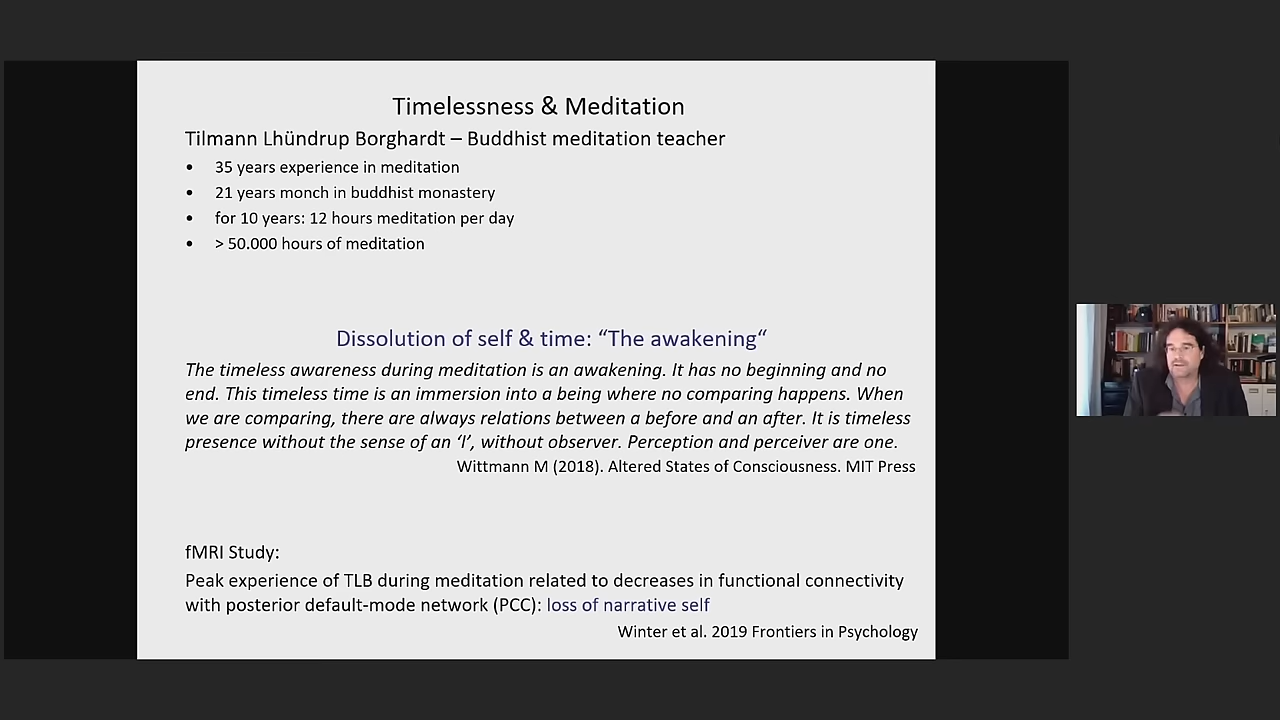 Timelessness & Meditation
Tilmann Lhündrup Borghardt – Buddhist meditation teacher
• 35 years experience in meditation
• 21 years monch in buddhist monastery
• for 10 years: 12 hours meditation per day
• > 50.000 hours of meditation
Dissolution of self & time: “The awakening“
The timeless awareness during meditation is an awakening. It has no beginning and no
end. This timeless time is an immersion into a being where no comparing happens. When
we are comparing, there are always relations between a before and an after. It is timeless
presence without the sense of an ‘I’, without observer. Perception and perceiver are one.
Wittmann M (2018). Altered States of Consciousness. MIT Press
fMRI Study:
Peak experience of TLB during meditation related to decreases in functional connectivity
with posterior default-mode network (PCC): loss of narrative self
Winter et al. 2019 Frontiers in Psychology